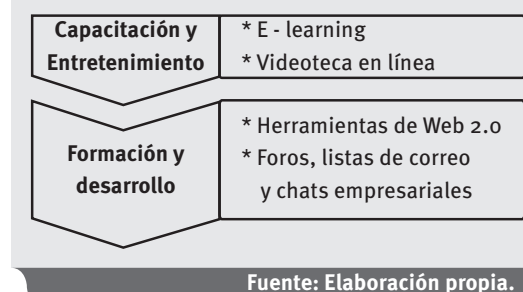 Capacitación y
Entretenimiento
* E - learning
* Videoteca en línea
Formación y
desarrollo
* Herramientas de Web 2.0
* Foros, listas de correo
y chats empresariales
Fuente: Elaboración propia.